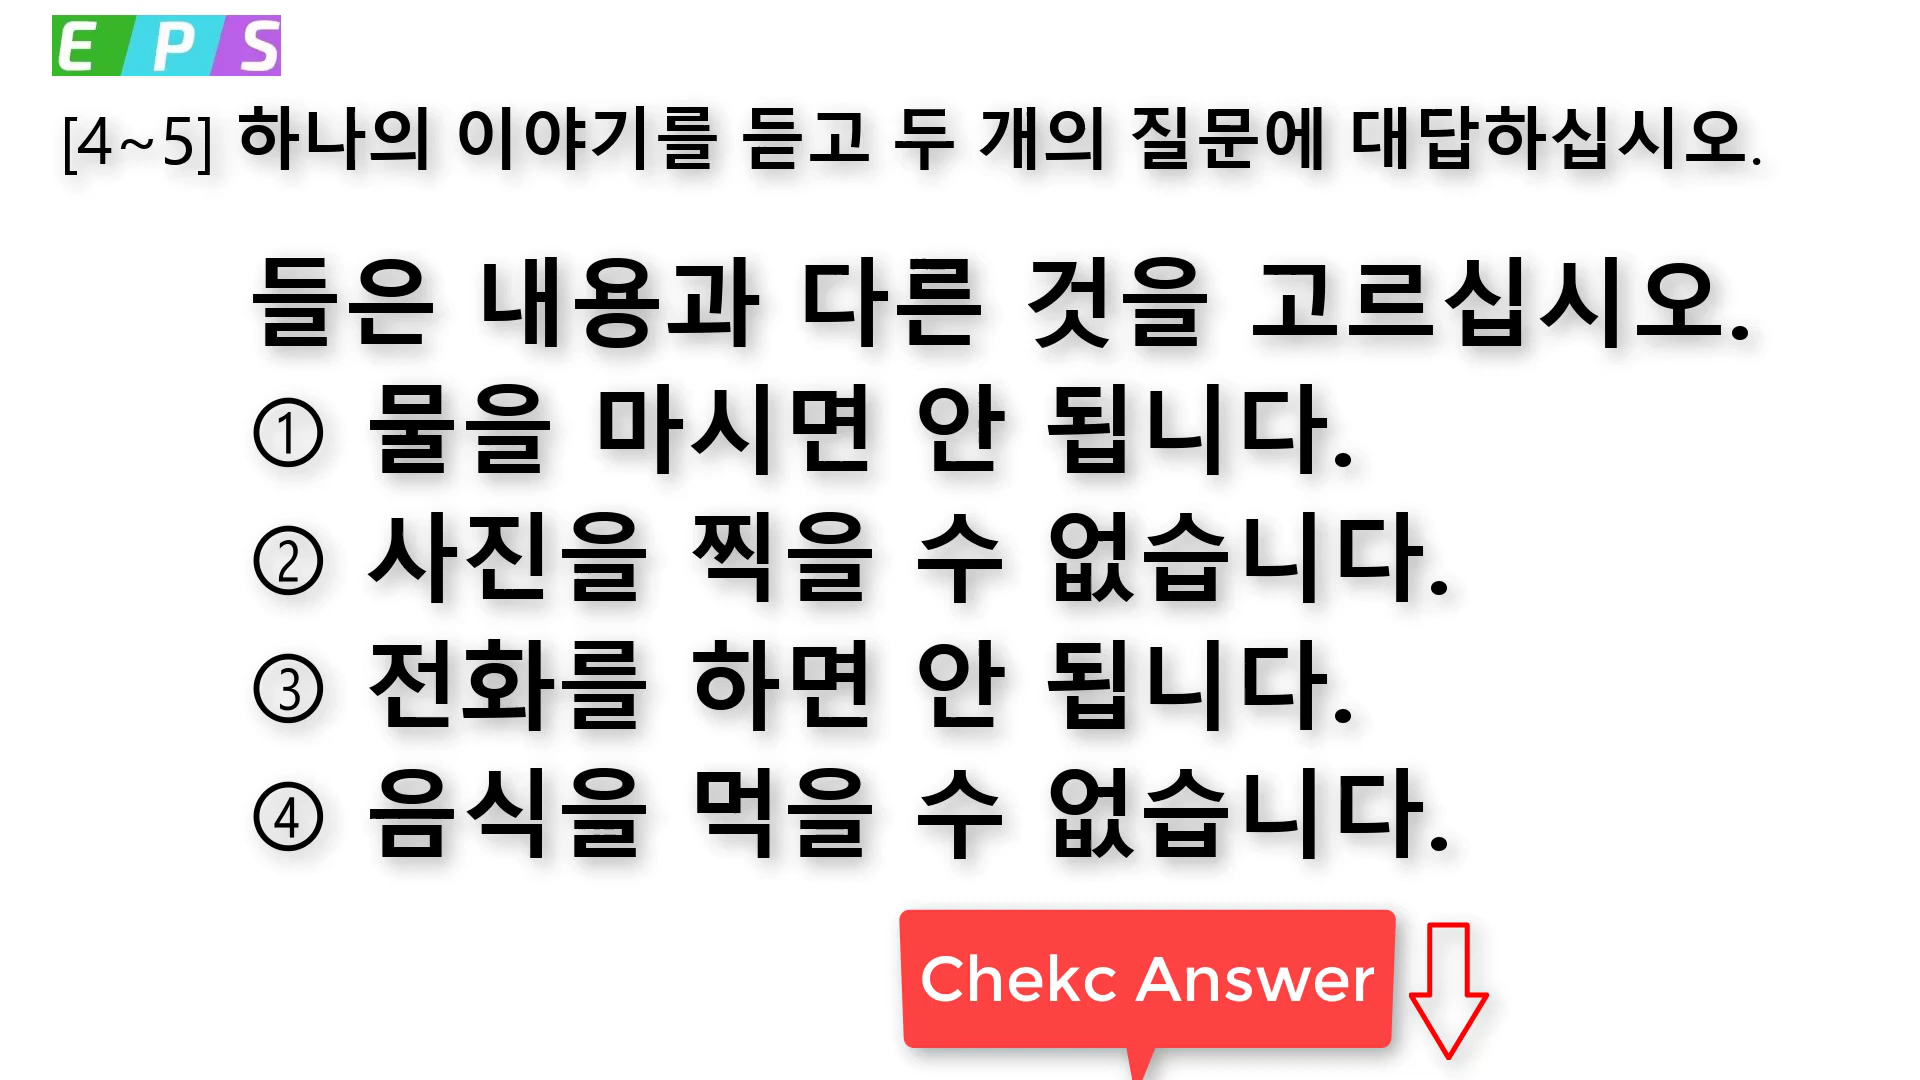 EPS
[4~5] 하나의 이야기를 듣고 두 개의 질문에 대답하십시오.
들은 내용과 다른 것을 고르십시오.
① 물을 마시면 안 됩니다.
② 사진을 찍을 수 없습니다.
③ 전화를 하면 안 됩니다.
④ 음식을 먹을 수 없습니다.
Chekc Answer